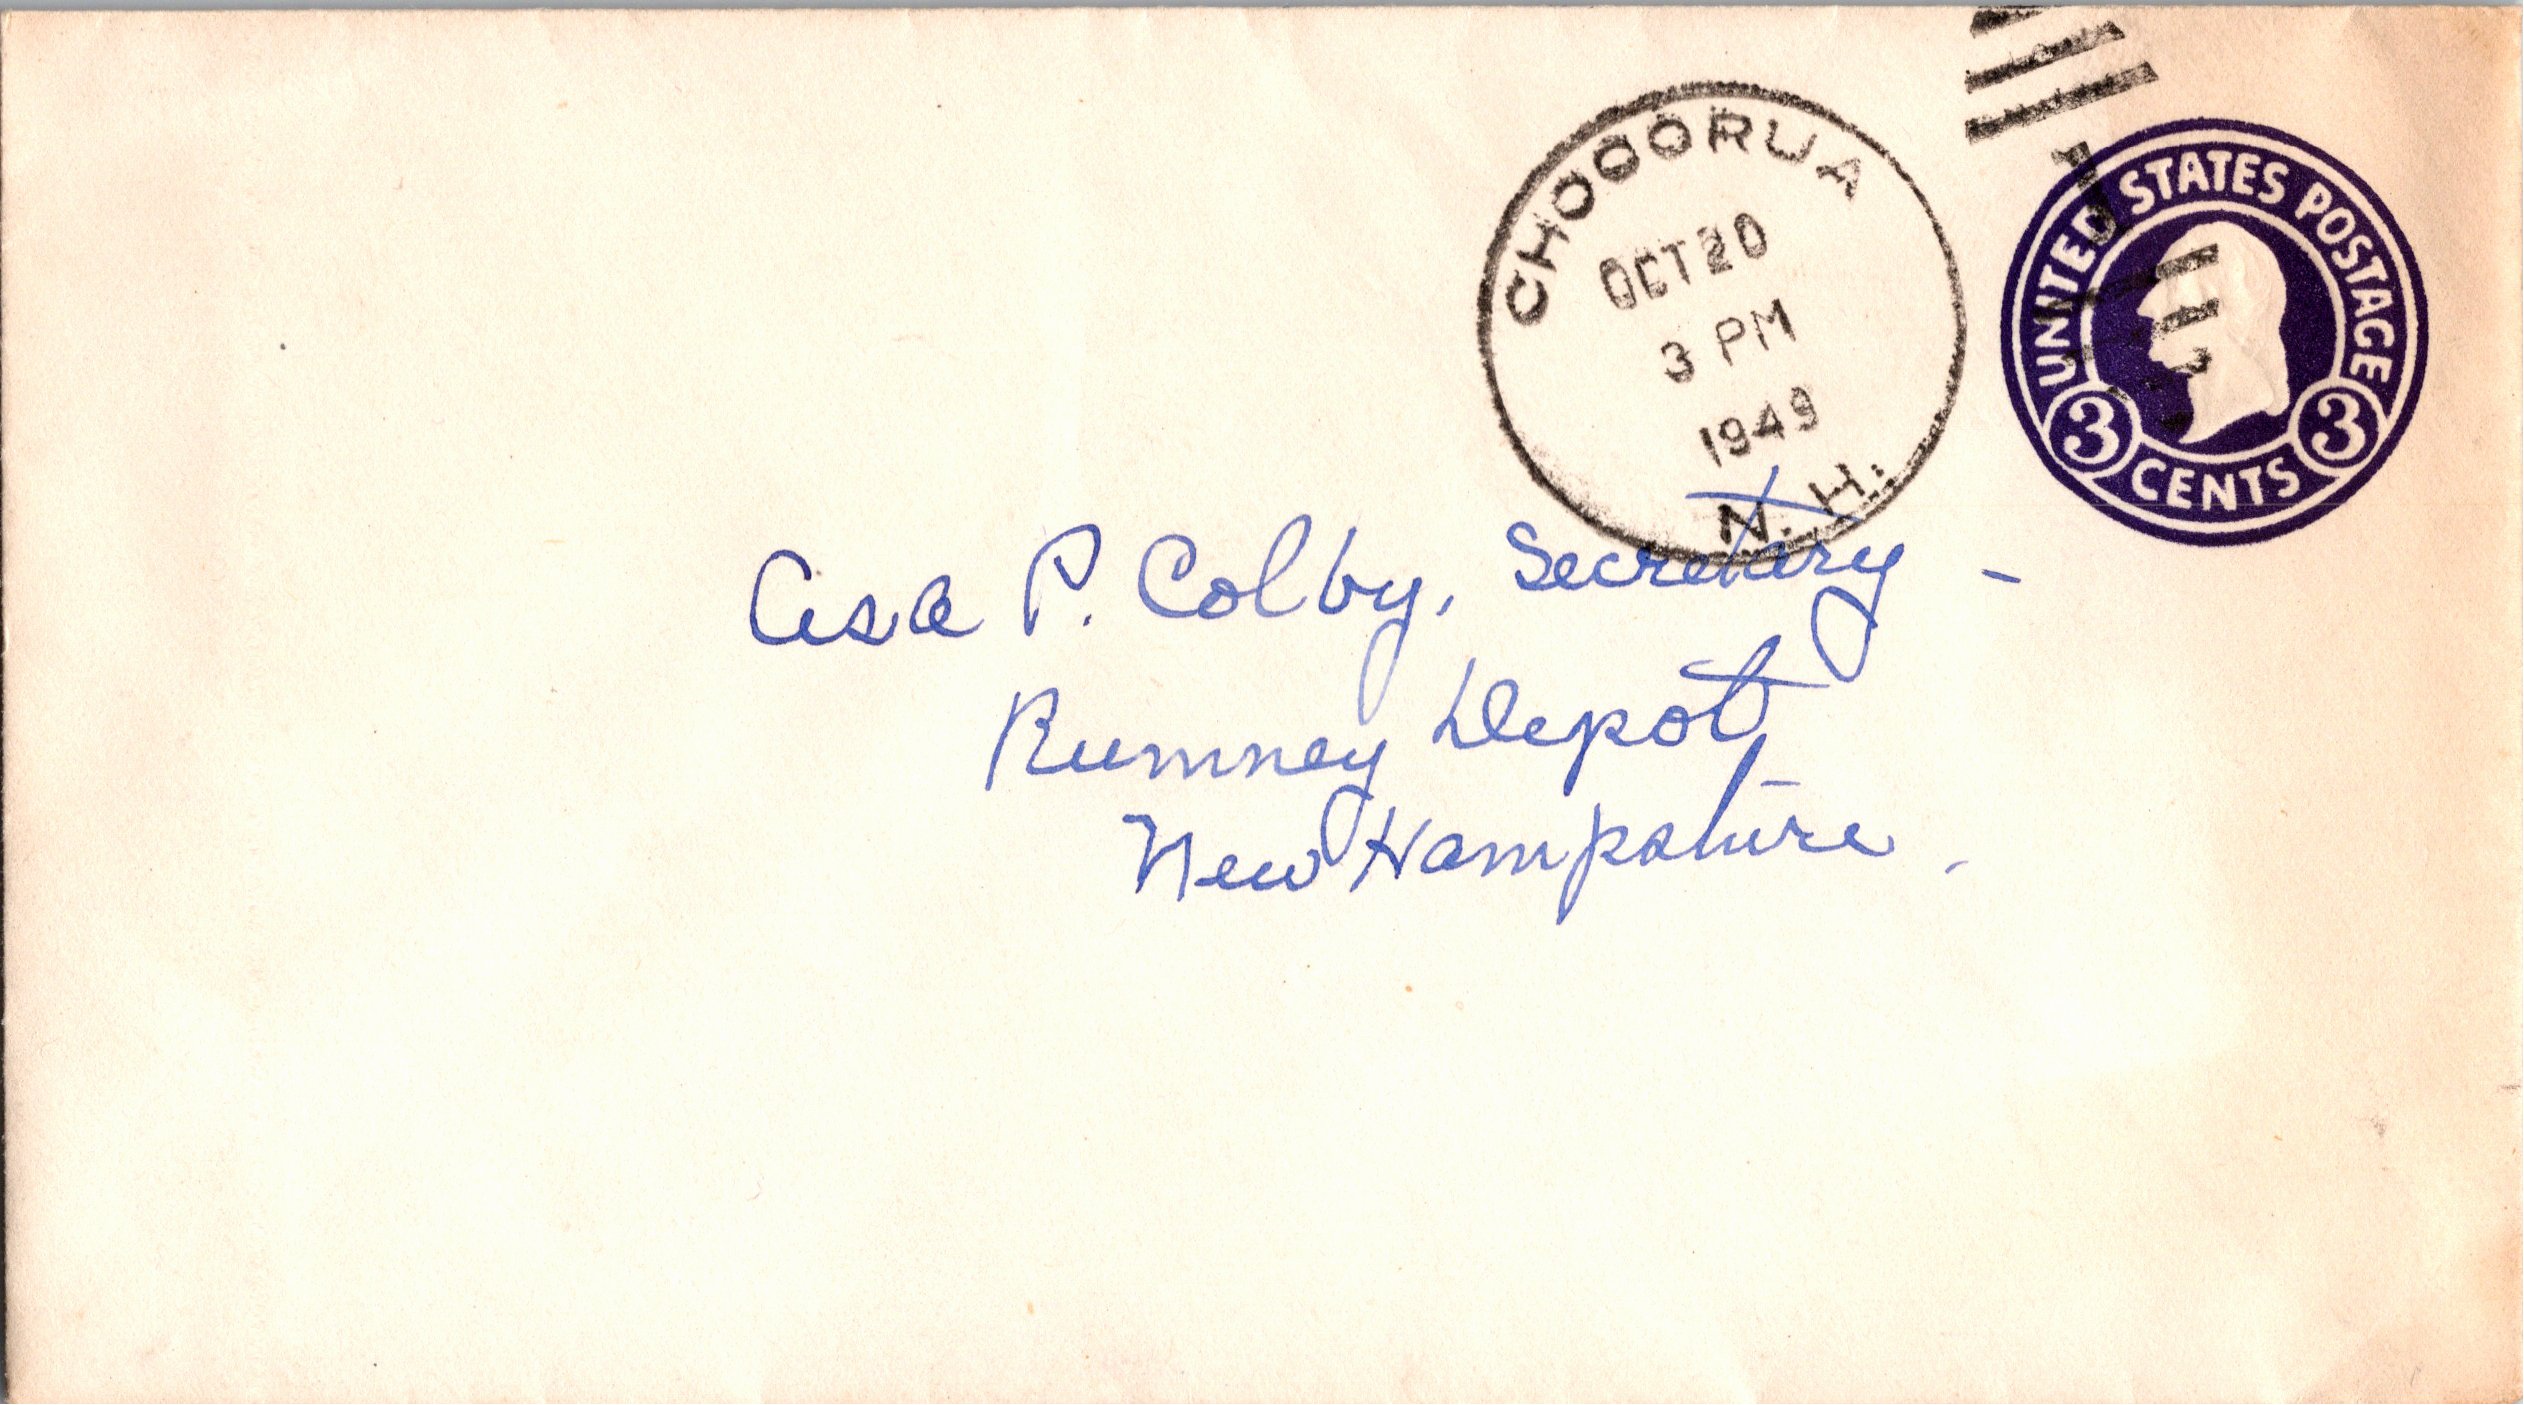 CHOCORUA
OCT 20
3 PM
1949
N. H.
UNITED STATES POSTAGE
3 CENTS 3
Asa P. Colby, Secretary -
Rumney Depot,
New Hampshire.